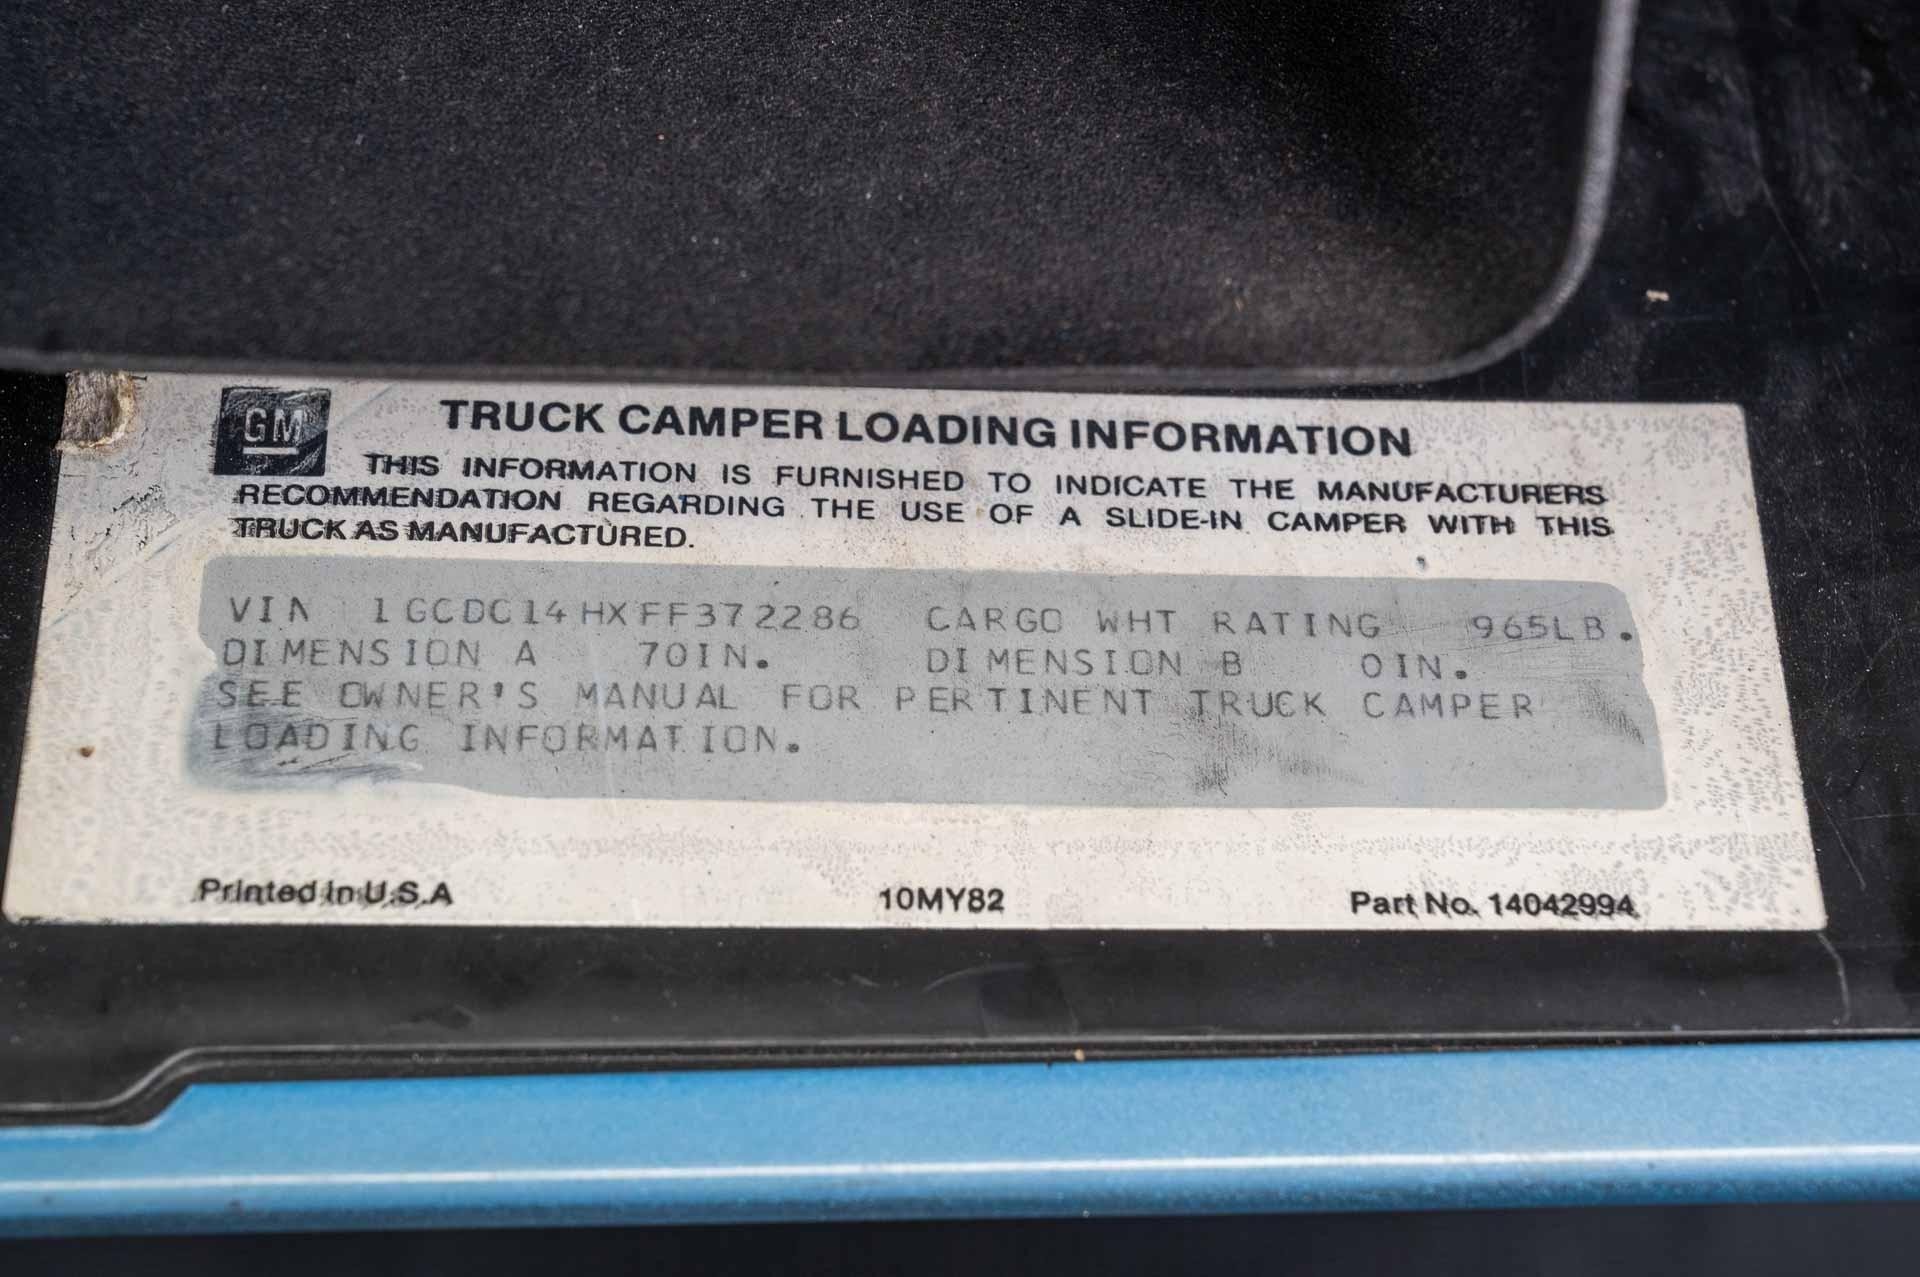 GM
TRUCK CAMPER LOADING INFORMATION
THIS INFORMATION IS FURNISHED TO INDICATE THE MANUFACTURERS
RECOMMENDATION REGARDING THE USE OF A SLIDE-IN CAMPER WITH THIS
TRUCK AS MANUFACTURED.
VIN 1GCDC14HXFF372286 CARGO WHT RATING 965LB.
DIMENSION A 70IN. DIMENSION B 0IN.
SEE OWNER'S MANUAL FOR PERTINENT TRUCK CAMPER
LOADING INFORMATION.
Printed in U.S.A 10MY82 Part No. 14042994